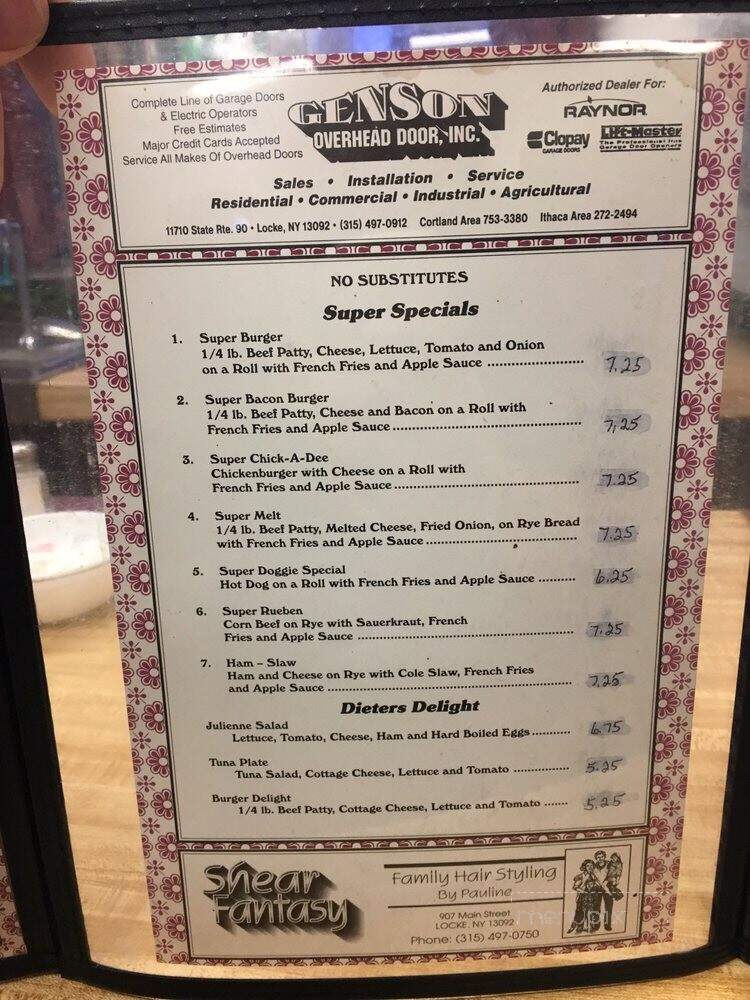 Complete Line of Garage Doors
& Electric Operators
Free Estimates
Major Credit Cards Accepted
Service All Makes Of Overhead Doors
GENSON
OVERHEAD DOOR, INC.
Authorized Dealer For:
RAYNOR
Clopay
GARAGE DOORS
Lift-Master
The Professional Line
Garage Door Openers
Sales • Installation • Service
Residential • Commercial • Industrial • Agricultural
11710 State Rte. 90 • Locke, NY 13092 • (315) 497-0912 Cortland Area 753-3380 Ithaca Area 272-2494
NO SUBSTITUTES
Super Specials
1. Super Burger
1/4 lb. Beef Patty, Cheese, Lettuce, Tomato and Onion
on a Roll with French Fries and Apple Sauce ........................ 7.25
2. Super Bacon Burger
1/4 lb. Beef Patty, Cheese and Bacon on a Roll with
French Fries and Apple Sauce ............................................... 7.25
3. Super Chick-A-Dee
Chickenburger with Cheese on a Roll with
French Fries and Apple Sauce ............................................... 7.25
4. Super Melt
1/4 lb. Beef Patty, Melted Cheese, Fried Onion, on Rye Bread
with French Fries and Apple Sauce ...................................... 7.25
5. Super Doggie Special
Hot Dog on a Roll with French Fries and Apple Sauce .......... 6.25
6. Super Rueben
Corn Beef on Rye with Sauerkraut, French
Fries and Apple Sauce ........................................................... 7.25
7. Ham – Slaw
Ham and Cheese on Rye with Cole Slaw, French Fries
and Apple Sauce .................................................................... 7.25
Dieters Delight
Julienne Salad
Lettuce, Tomato, Cheese, Ham and Hard Boiled Eggs .......... 6.75
Tuna Plate
Tuna Salad, Cottage Cheese, Lettuce and Tomato ............... 5.25
Burger Delight
1/4 lb. Beef Patty, Cottage Cheese, Lettuce and Tomato ...... 5.25
Shear
Fantasy
Family Hair Styling
By Pauline
907 Main Street
LOCKE, NY 13092
Phone: (315) 497-0750
menupix